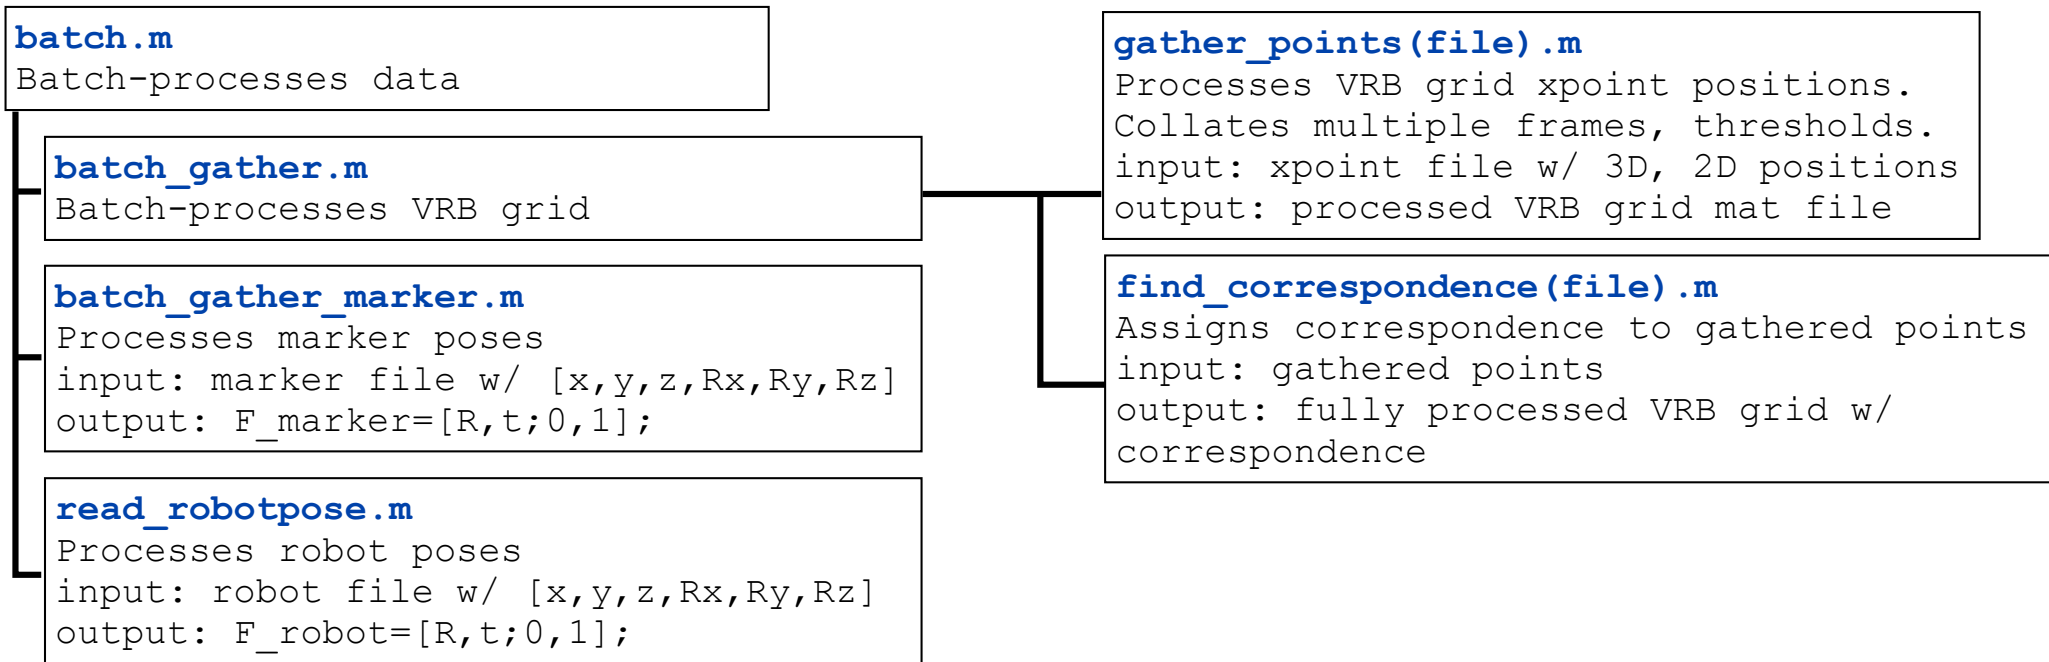 batch.m
Batch-processes data
batch_gather.m
Batch-processes VRB grid
batch_gather_marker.m
Processes marker poses
input: marker file w/ [x,y,z,Rx,Ry,Rz]
output: F_marker=[R,t;0,1];
read_robotpose.m
Processes robot poses
input: robot file w/ [x,y,z,Rx,Ry,Rz]
output: F_robot=[R,t;0,1];
gather_points(file).m
Processes VRB grid xpoint positions.
Collates multiple frames, thresholds.
input: xpoint file w/ 3D, 2D positions
output: processed VRB grid mat file
find_correspondence(file).m
Assigns correspondence to gathered points
input: gathered points
output: fully processed VRB grid w/
correspondence